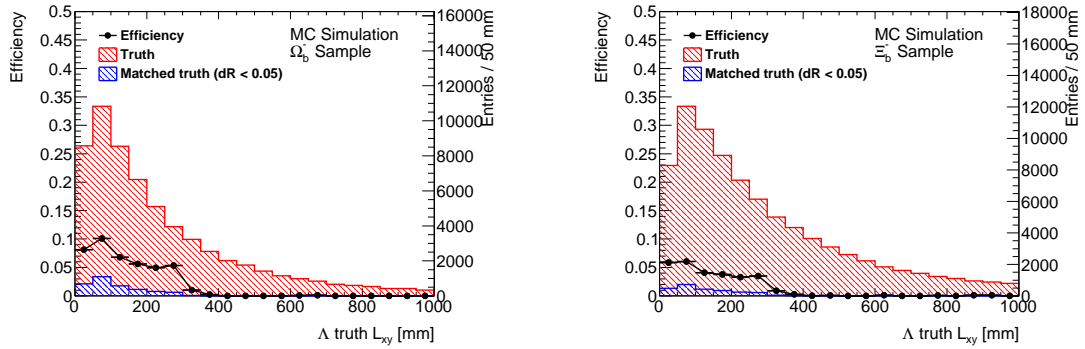 Efficiency
0.5
0.45
0.4
0.35
0.3
0.25
0.2
0.15
0.1
0.05
0
Efficiency
Truth
Matched truth (dR < 0.05)
MC Simulation
Ω⁻b Sample
16000
14000
12000
10000
8000
6000
4000
2000
0
Entries / 50 mm
0 200 400 600 800 1000
Λ truth Lxy [mm]
Efficiency
0.5
0.45
0.4
0.35
0.3
0.25
0.2
0.15
0.1
0.05
0
Efficiency
Truth
Matched truth (dR < 0.05)
MC Simulation
Ξ⁻b Sample
18000
16000
14000
12000
10000
8000
6000
4000
2000
0
Entries / 50 mm
0 200 400 600 800 1000
Λ truth Lxy [mm]